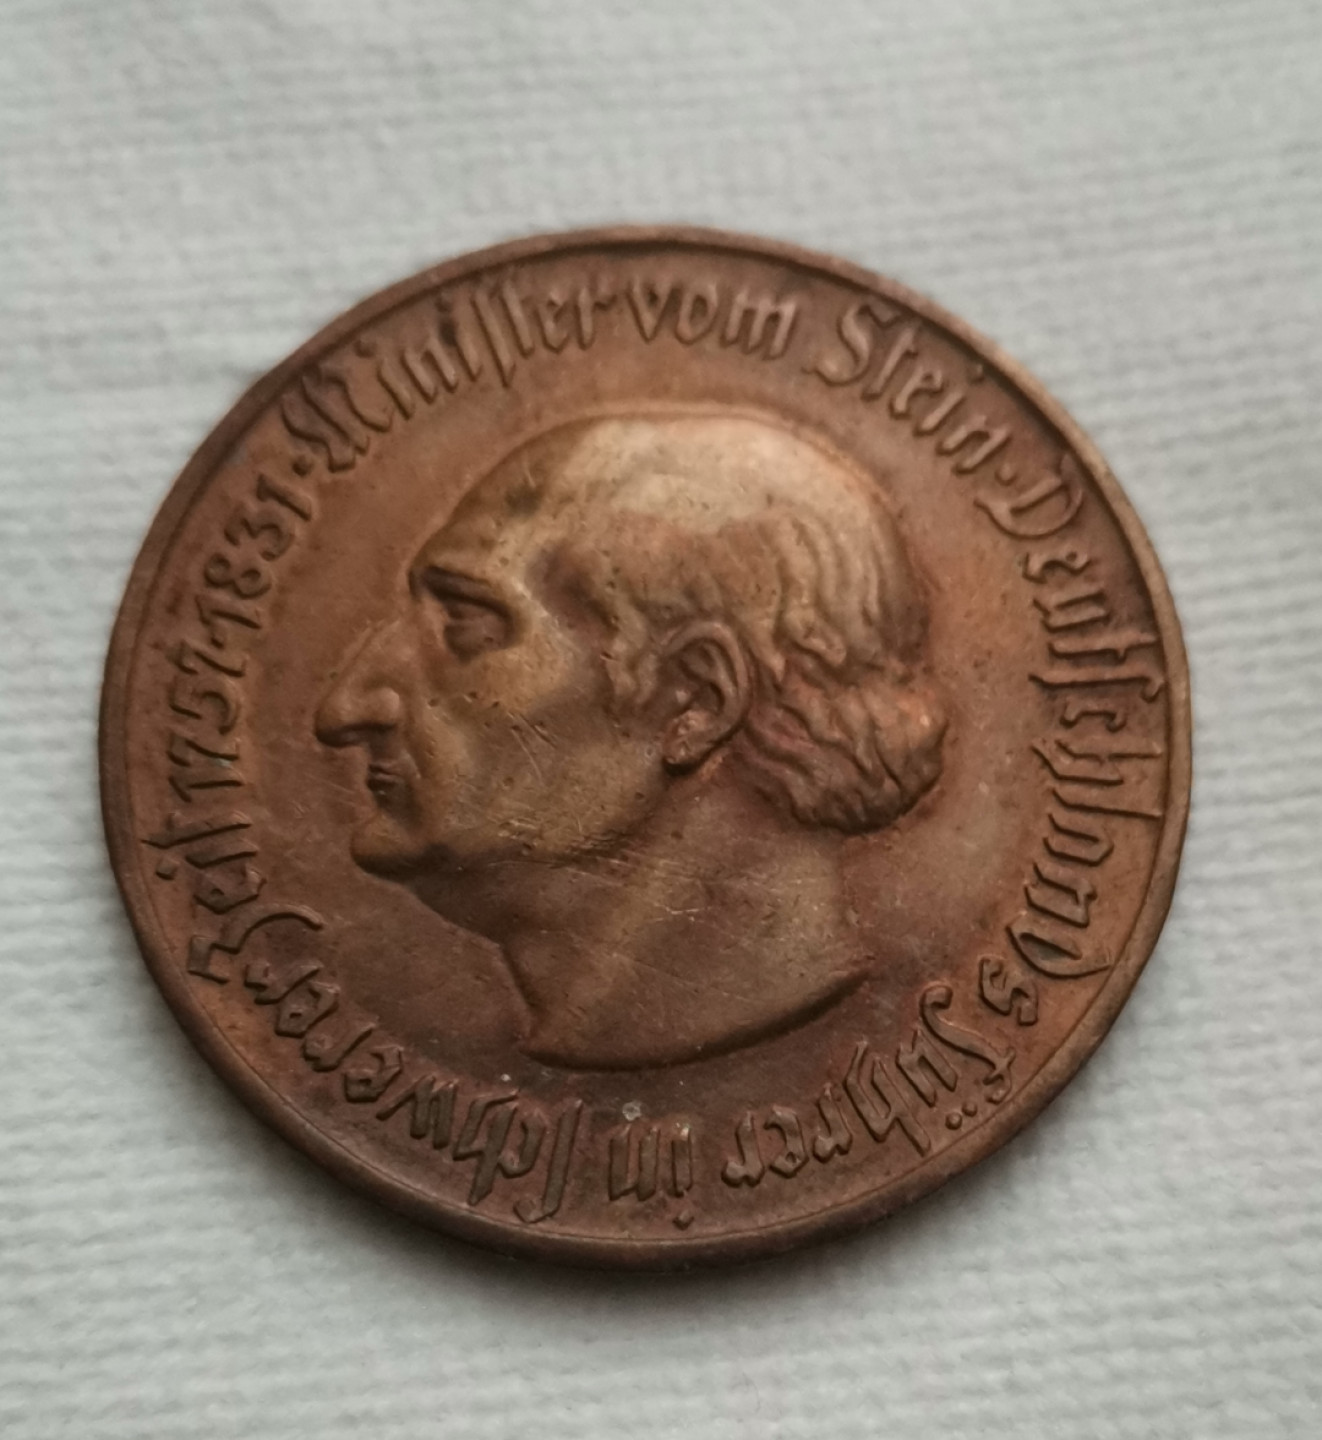 Minister vom Stein · Deutschlands Führer in schwerer Zeit 1757·1831·